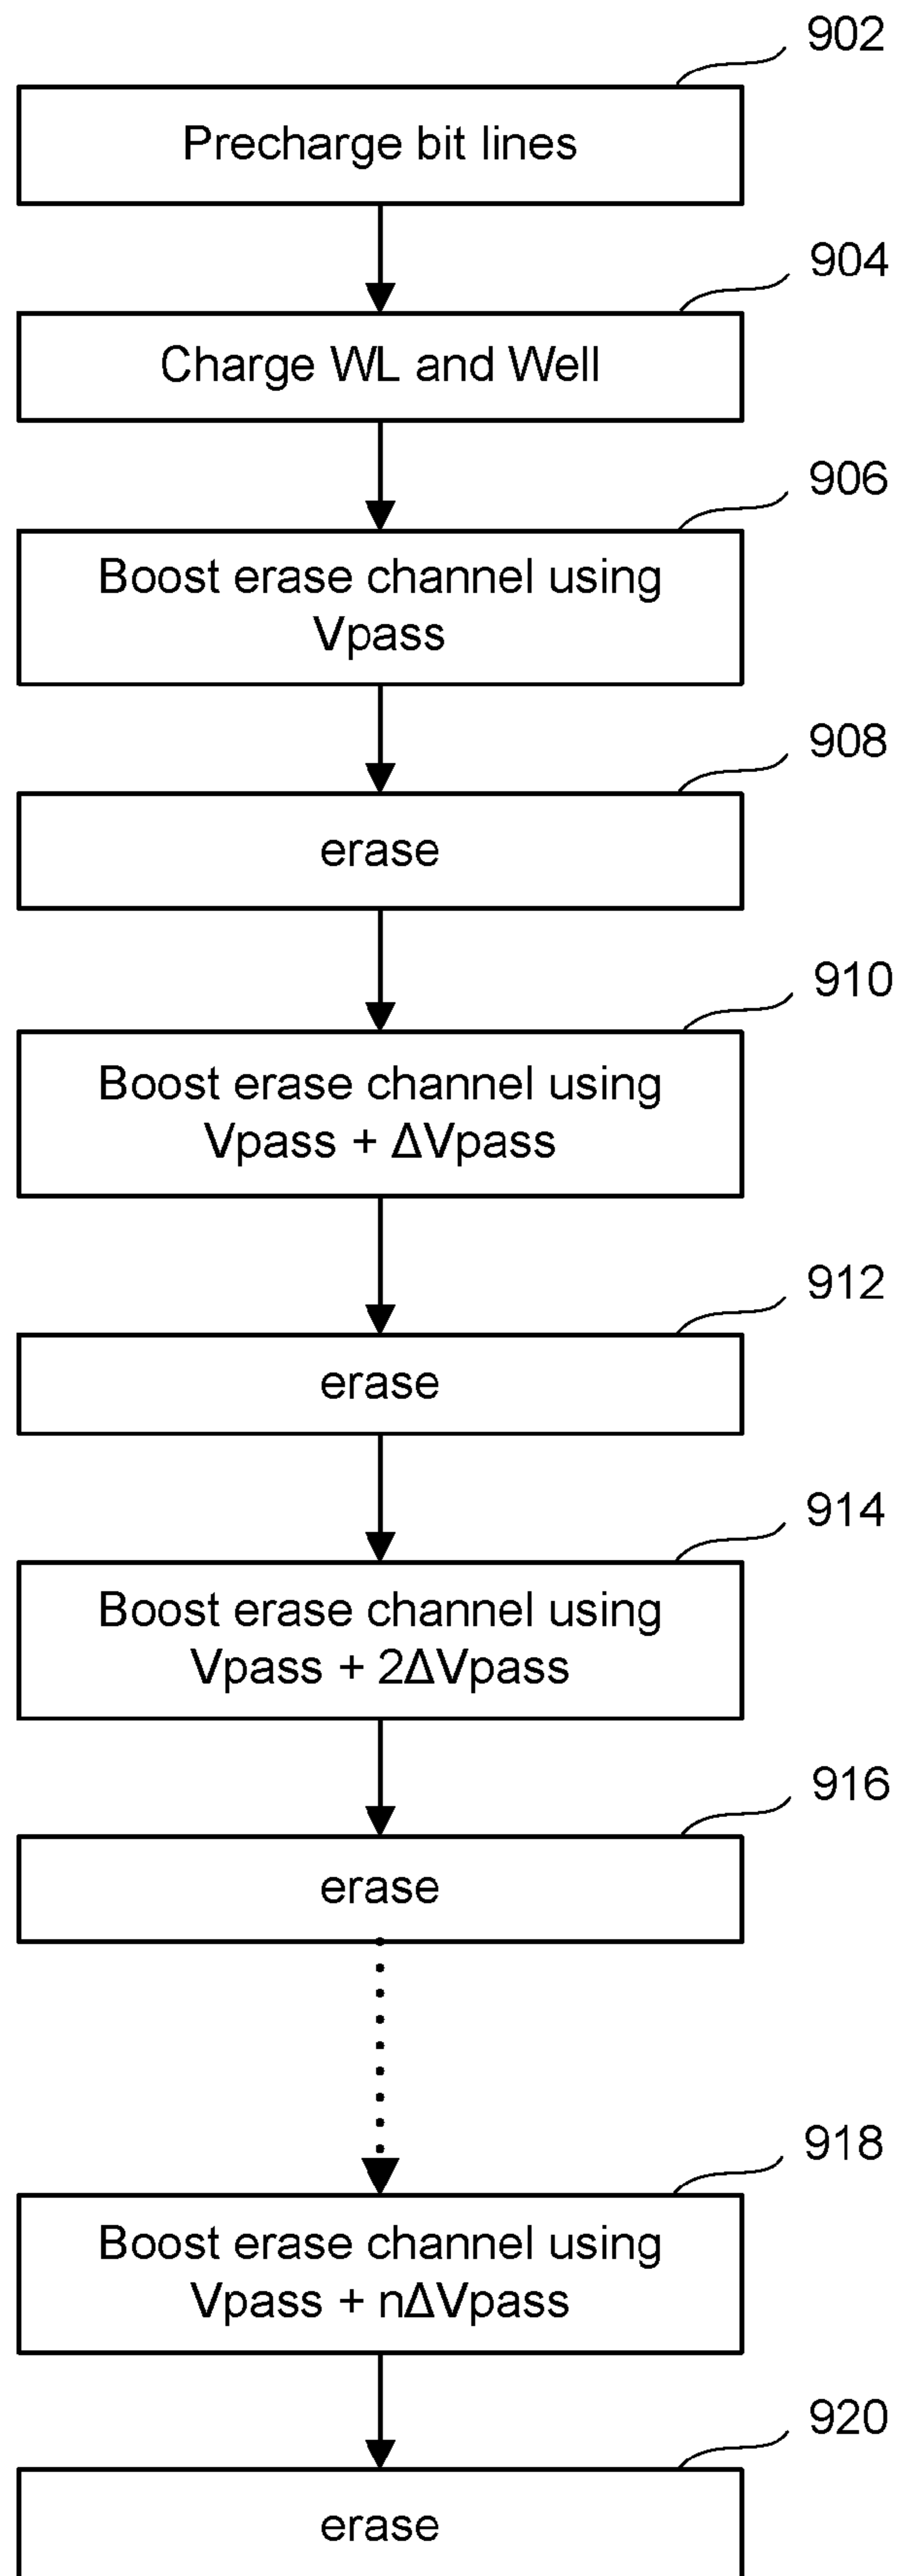 902
Precharge bit lines
904
Charge WL and Well
906
Boost erase channel using
Vpass
908
erase
910
Boost erase channel using
Vpass + ΔVpass
912
erase
914
Boost erase channel using
Vpass + 2ΔVpass
916
erase
918
Boost erase channel using
Vpass + nΔVpass
920
erase